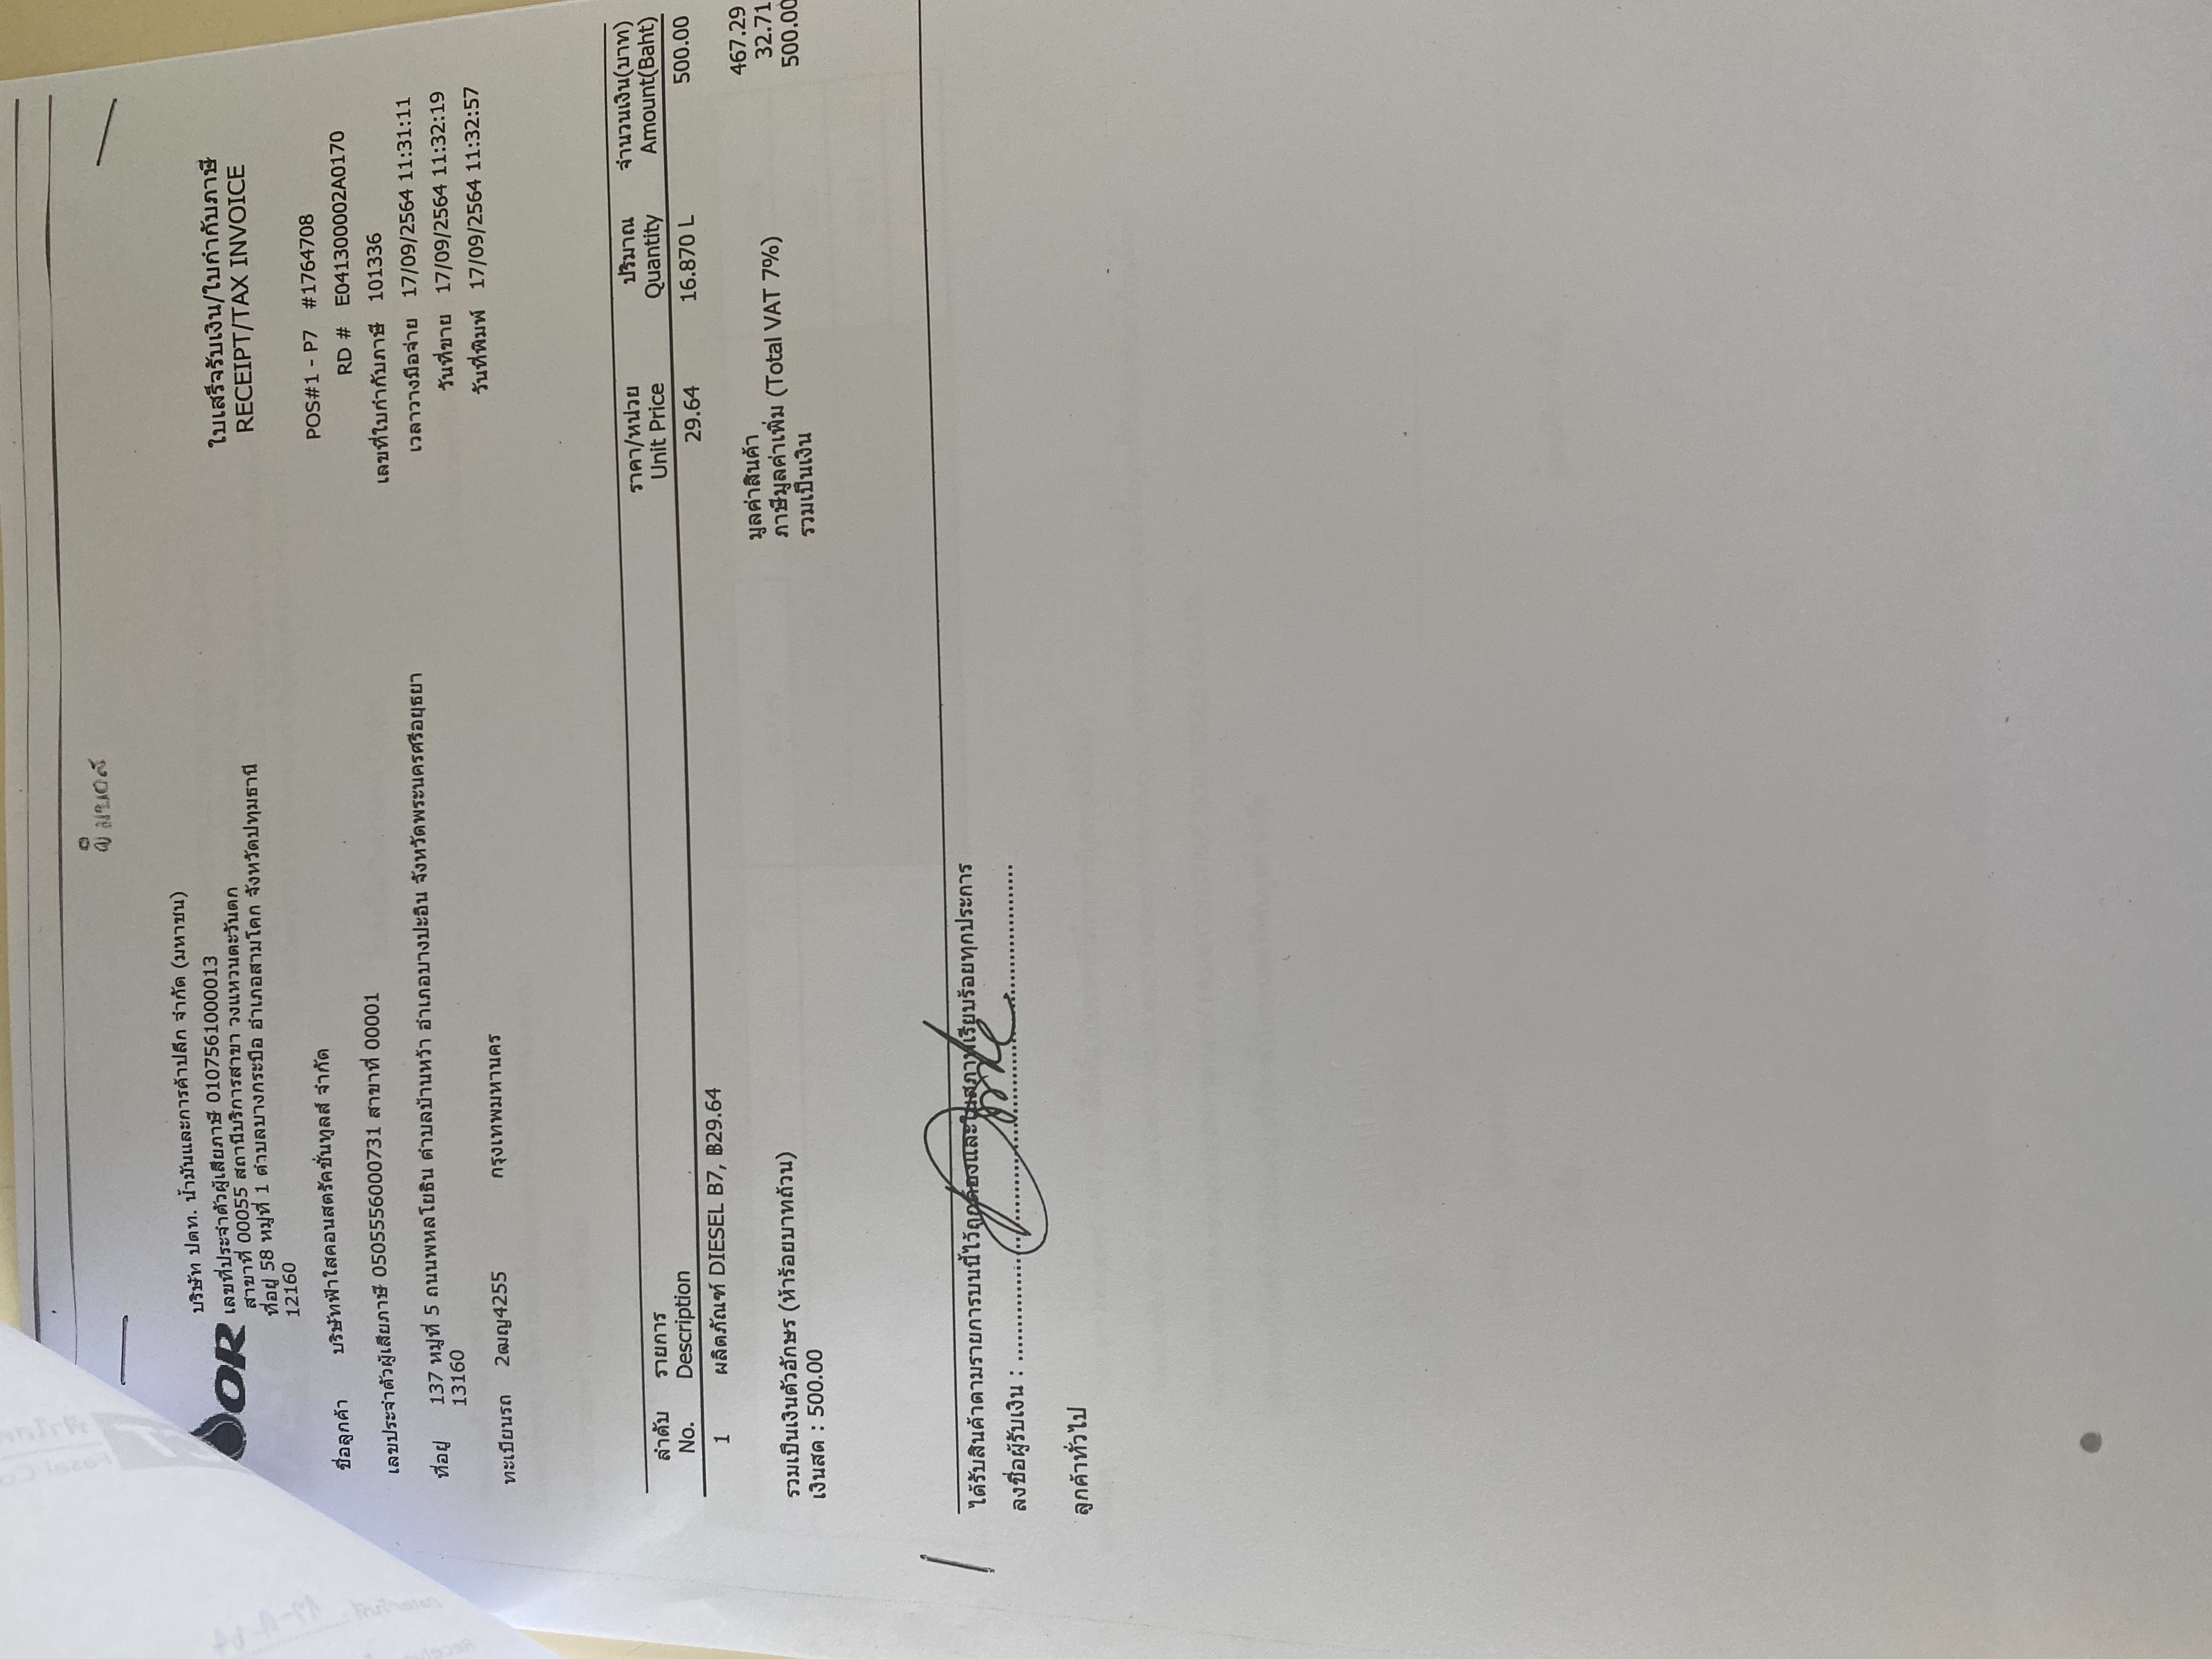 OR
บริษัท ปตท. น้ำมันและการค้าปลีก จำกัด (มหาชน)
เลขที่ประจำตัวผู้เสียภาษี 0107561000013
สาขาที่ 00055 สถานีบริการสาขา วงแหวนตะวันตก
ที่อยู่ 58 หมู่ที่ 1 ตำบลบางกระบือ อำเภอสามโคก จังหวัดปทุมธานี
12160
ใบเสร็จรับเงิน/ใบกำกับภาษี
RECEIPT/TAX INVOICE
ชื่อลูกค้า บริษัทฟ้าใสคอนสตรัคชั่นทูลส์ จำกัด
เลขประจำตัวผู้เสียภาษี 0505556000731 สาขาที่ 00001
ที่อยู่ 137 หมู่ที่ 5 ถนนพหลโยธิน ตำบลบ้านหว้า อำเภอบางปะอิน จังหวัดพระนครศรีอยุธยา
13160
ทะเบียนรถ 2ฒญ4255 กรุงเทพมหานคร
POS#1 - P7 #1764708
RD # E041300002A0170
เลขที่ใบกำกับภาษี 101336
เวลาวางมือจ่าย 17/09/2564 11:31:11
วันที่ขาย 17/09/2564 11:32:19
วันที่พิมพ์ 17/09/2564 11:32:57
ลำดับ รายการ ราคา/หน่วย ปริมาณ จำนวนเงิน(บาท)
No. Description Unit Price Quantity Amount(Baht)
1 ผลิตภัณฑ์ DIESEL B7, ฿29.64 29.64 16.870 L 500.00
มูลค่าสินค้า 467.29
ภาษีมูลค่าเพิ่ม (Total VAT 7%) 32.71
รวมเป็นเงิน 500.00
รวมเป็นเงินตัวอักษร (ห้าร้อยบาทถ้วน)
เงินสด : 500.00
ได้รับสินค้าตามรายการบนนี้ไว้ถูกต้องและในสภาพเรียบร้อยทุกประการ
ลงชื่อผู้รับเงิน :
ลูกค้าทั่วไป